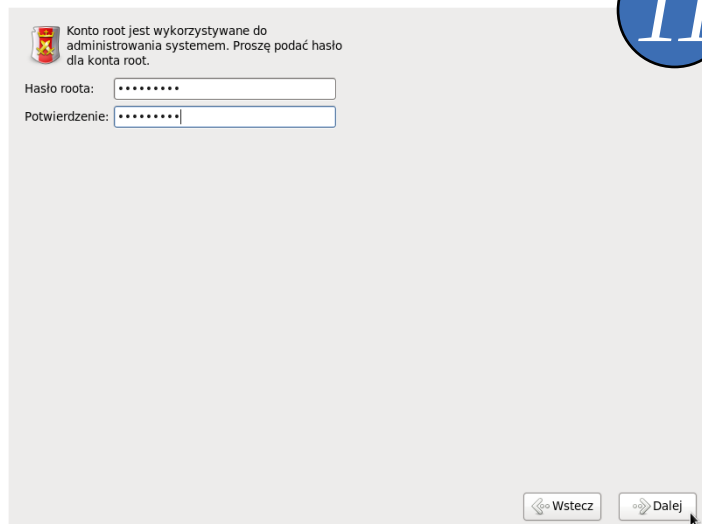 Konto root jest wykorzystywane do
administrowania systemem. Proszę podać hasło
dla konta root.
Hasło roota: •••••••••
Potwierdzenie: •••••••••
Wstecz
Dalej